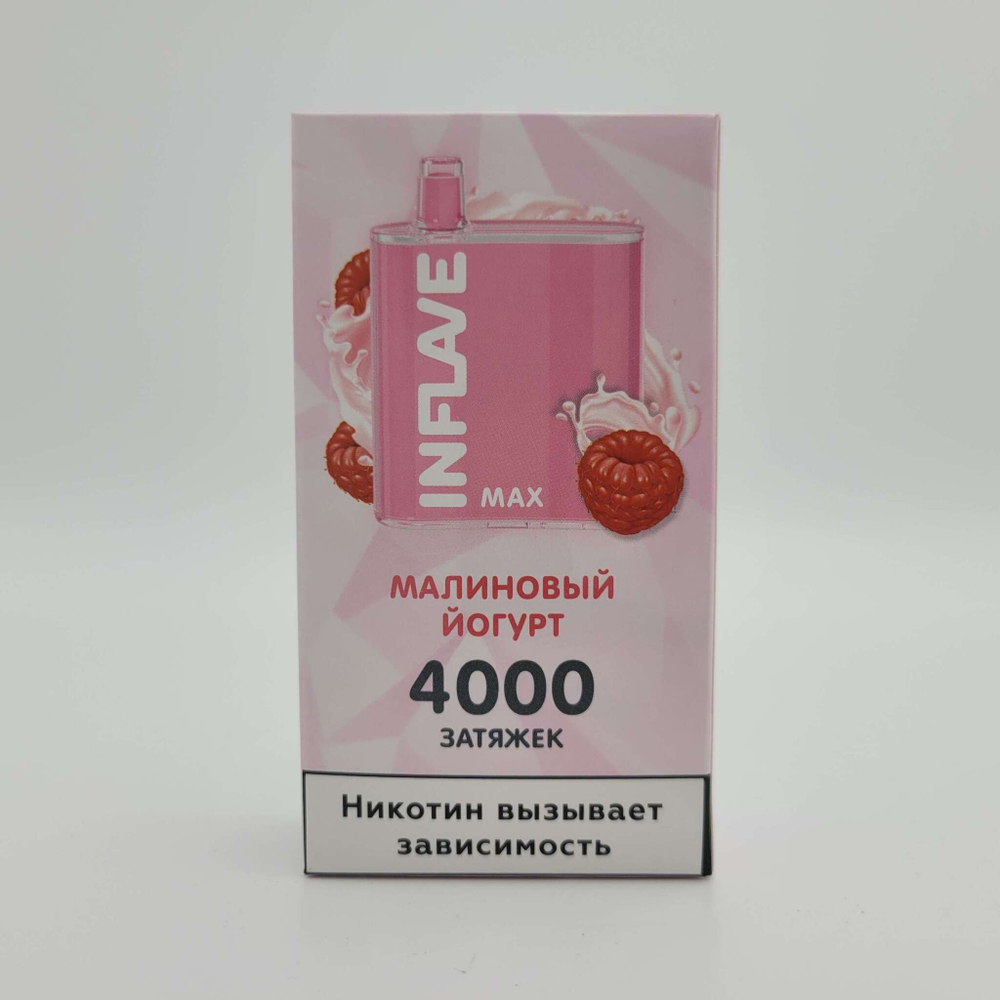 INFLAVE
MAX
МАЛИНОВЫЙ
ЙОГУРТ
4000
ЗАТЯЖЕК
Никотин вызывает
зависимость